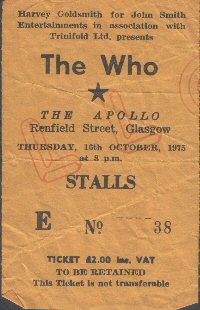 Harvey Goldsmith for John Smith
Entertainments in association with
Trinifold Ltd. presents
The Who
★
THE APOLLO
Renfield Street, Glasgow
THURSDAY, 16th OCTOBER, 1975
at 8 p.m.
STALLS
E No 38
TICKET £2.00 inc. VAT
TO BE RETAINED
This Ticket is not transferable